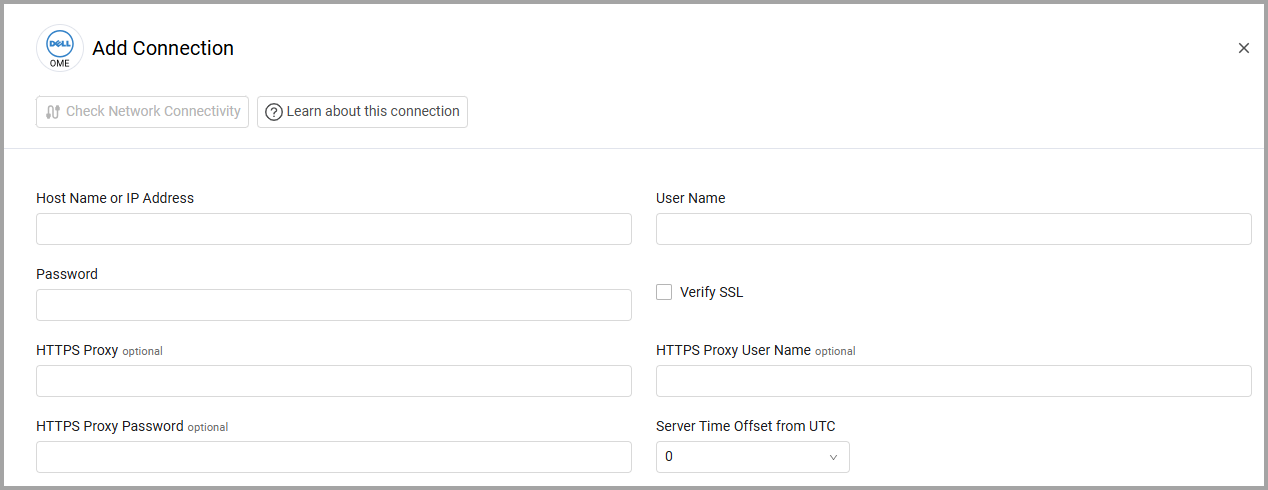 DELL
OME
Add Connection
Check Network Connectivity
Learn about this connection
Host Name or IP Address
User Name
Password
Verify SSL
HTTPS Proxy optional
HTTPS Proxy User Name optional
HTTPS Proxy Password optional
Server Time Offset from UTC
0